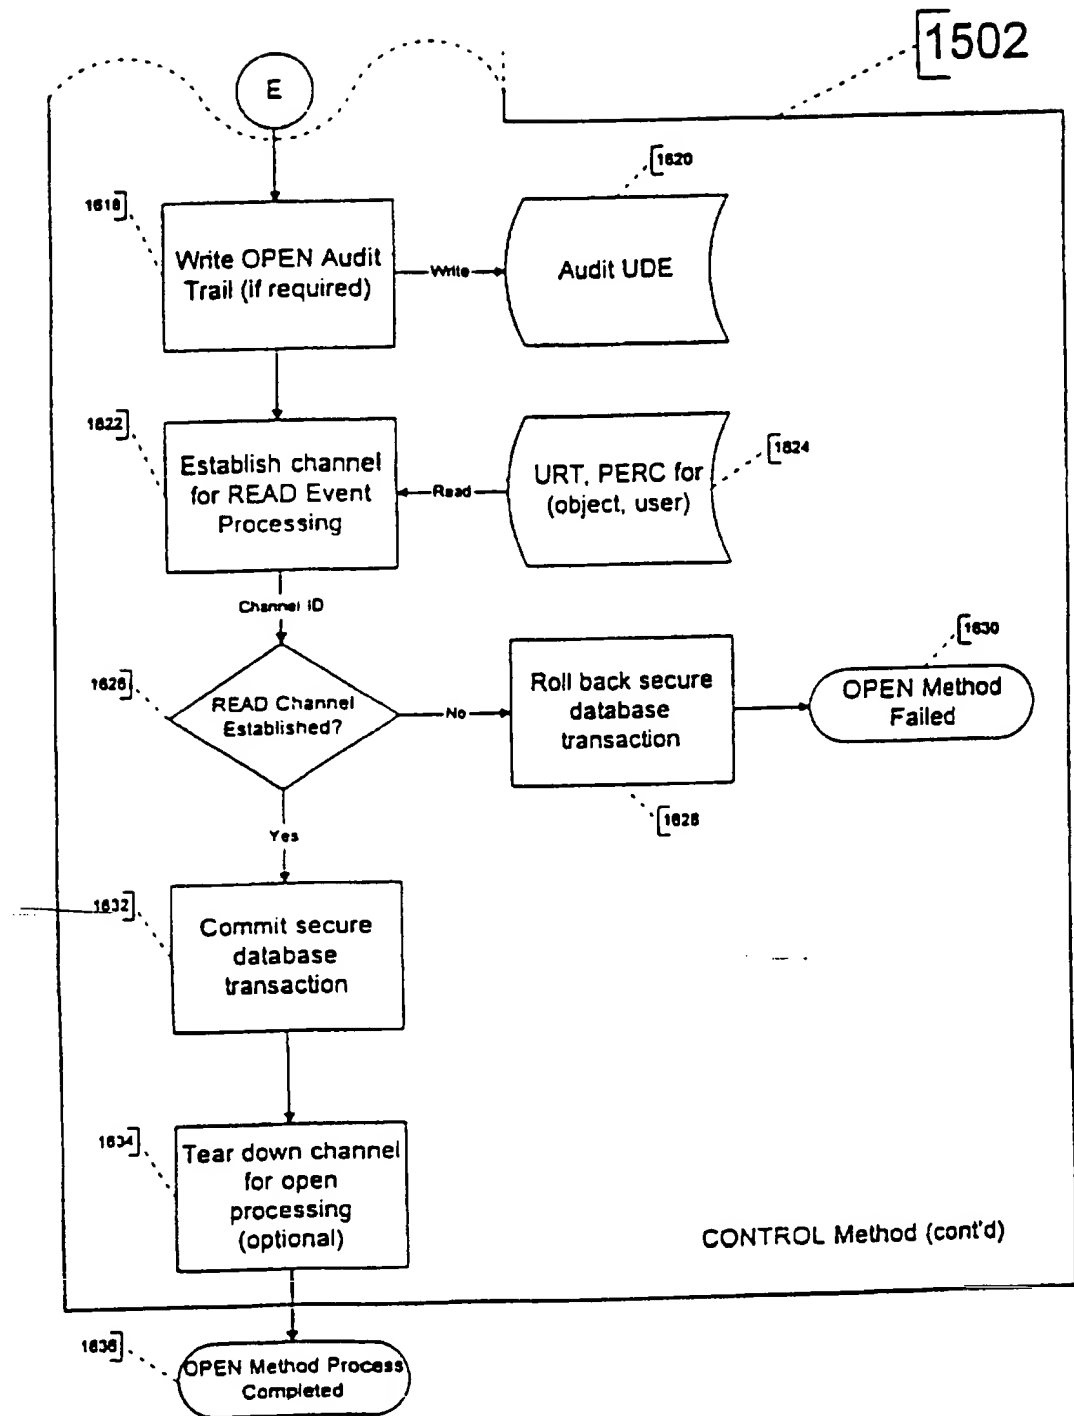 1502
E
1618
Write OPEN Audit
Trail (if required)
Write
1620
Audit UDE
1622
Establish channel
for READ Event
Processing
Read
URT, PERC for
(object, user)
1624
Channel ID
1626
READ Channel
Established?
No
Roll back secure
database
transaction
1628
1630
OPEN Method
Failed
Yes
1632
Commit secure
database
transaction
1634
Tear down channel
for open
processing
(optional)
CONTROL Method (cont'd)
1636
OPEN Method Process
Completed